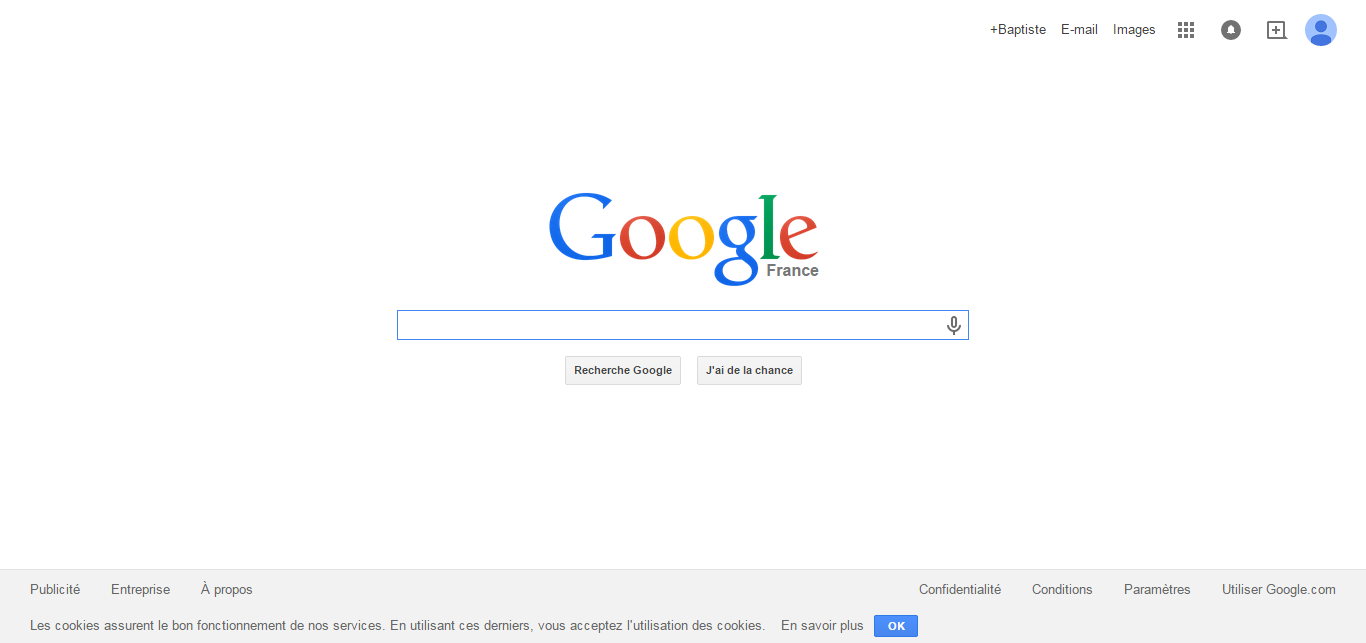 +Baptiste E-mail Images
Google
France
Recherche Google J'ai de la chance
Publicité Entreprise À propos Confidentialité Conditions Paramètres Utiliser Google.com
Les cookies assurent le bon fonctionnement de nos services. En utilisant ces derniers, vous acceptez l'utilisation des cookies. En savoir plus OK